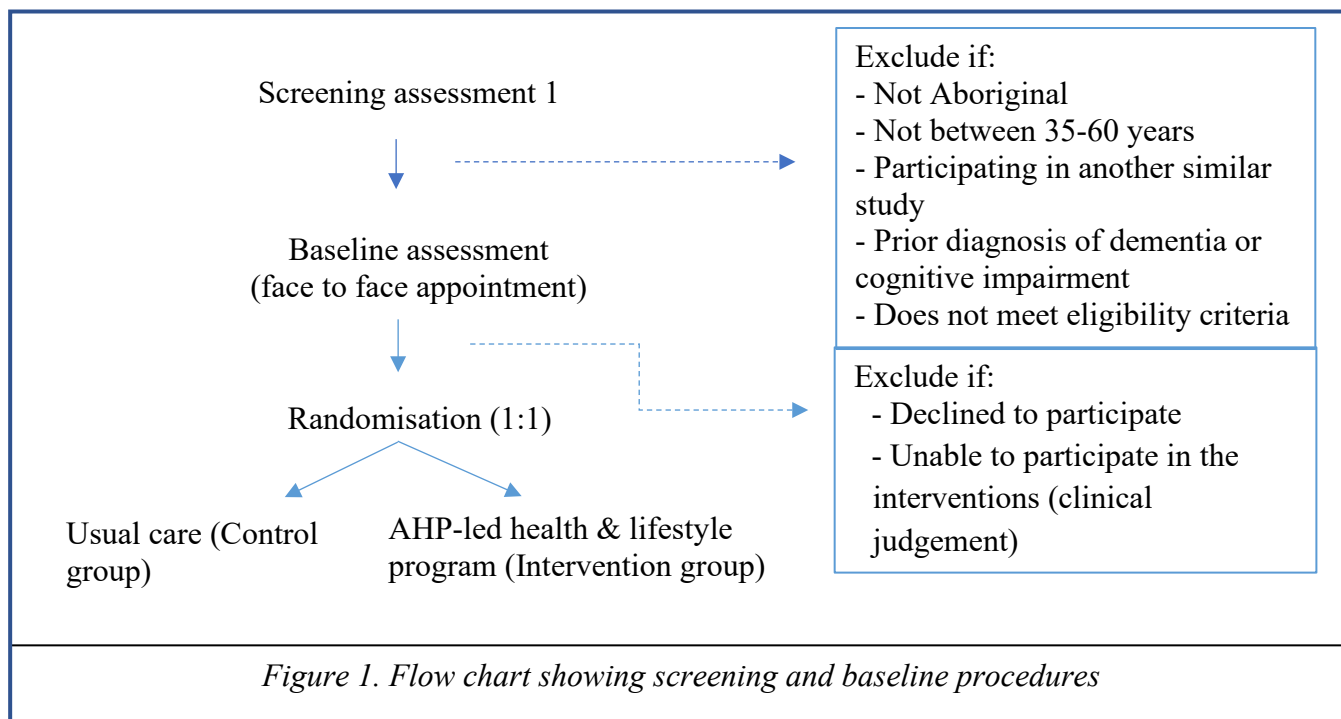 Screening assessment 1
Exclude if:
- Not Aboriginal
- Not between 35-60 years
- Participating in another similar
study
- Prior diagnosis of dementia or
cognitive impairment
- Does not meet eligibility criteria
Baseline assessment
(face to face appointment)
Exclude if:
- Declined to participate
- Unable to participate in the
interventions (clinical
judgement)
Randomisation (1:1)
Usual care (Control
group)
AHP-led health & lifestyle
program (Intervention group)
Figure 1. Flow chart showing screening and baseline procedures